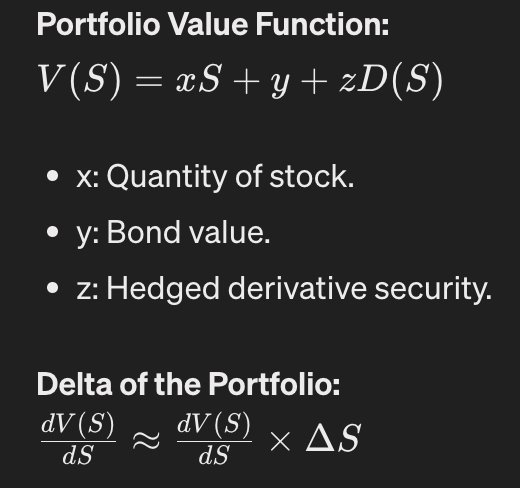 Portfolio Value Function:
V(S) = xS + y + zD(S)
• x: Quantity of stock.
• y: Bond value.
• z: Hedged derivative security.
Delta of the Portfolio:
dV(S)/dS ≈ dV(S)/dS × ΔS